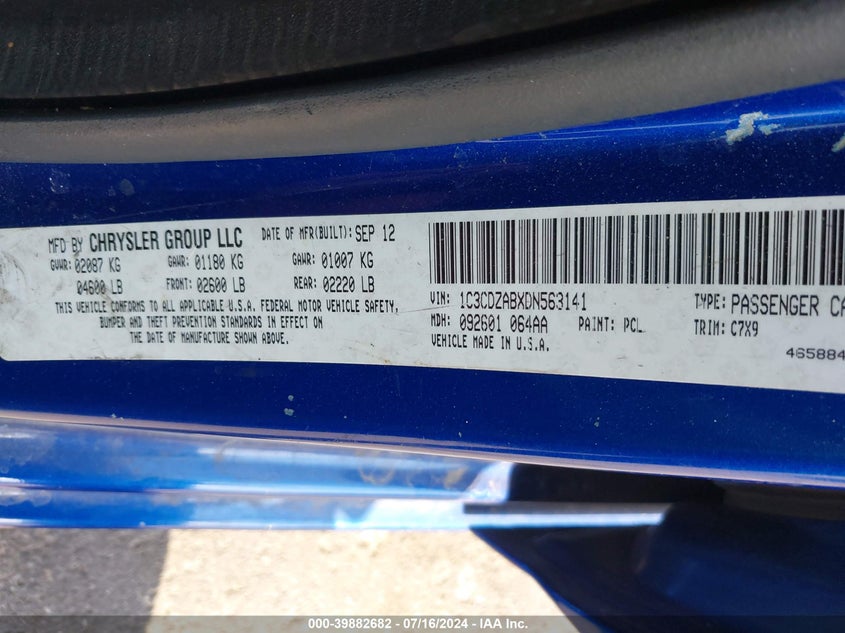 MFD BY CHRYSLER GROUP LLC DATE OF MFR(BUILT): SEP 12
GVWR: 02087 KG GAWR: 01180 KG GAWR: 01007 KG
04600 LB FRONT: 02600 LB REAR: 02220 LB
THIS VEHICLE CONFORMS TO ALL APPLICABLE U.S.A. FEDERAL MOTOR VEHICLE SAFETY,
BUMPER AND THEFT PREVENTION STANDARDS IN EFFECT ON
THE DATE OF MANUFACTURE SHOWN ABOVE.
VIN: 1C3CDZABXDN563141 TYPE: PASSENGER CA
MDH: 092601 064AA PAINT: PCL TRIM: C7X9
VEHICLE MADE IN U.S.A.
465884
000-39882682 / 07/16/2024 / IAA Inc.